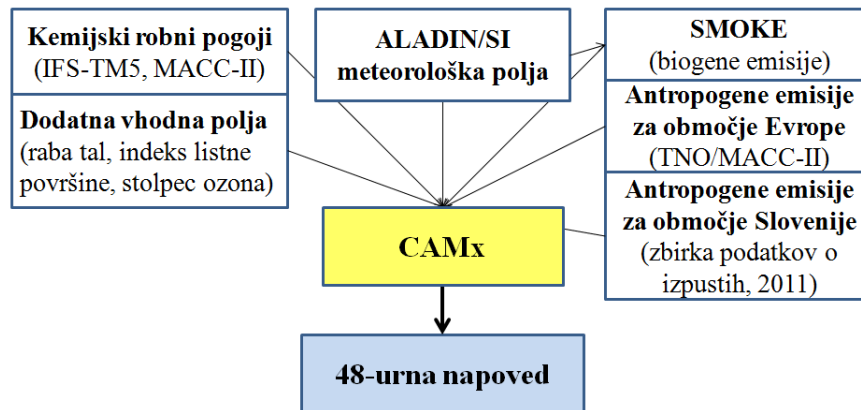 Kemijski robni pogoji
(IFS-TM5, MACC-II)
Dodatna vhodna polja
(raba tal, indeks listne
površine, stolpec ozona)
ALADIN/SI
meteorološka polja
SMOKE
(biogene emisije)
Antropogene emisije
za območje Evrope
(TNO/MACC-II)
Antropogene emisije
za območje Slovenije
(zbirka podatkov o
izpustih, 2011)
CAMx
48-urna napoved